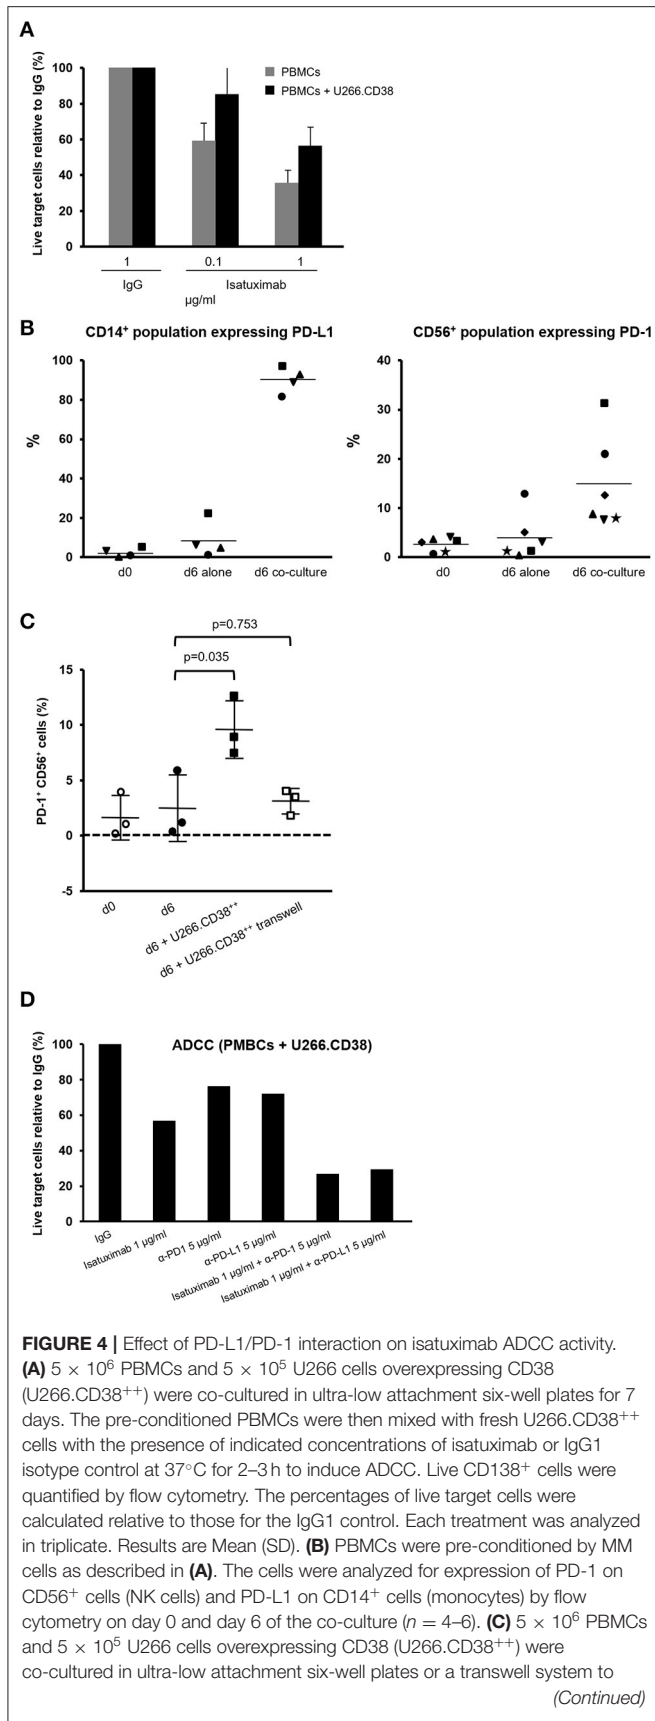 A
Live target cells relative to IgG (%)
100
80
60
40
20
0
PBMCs
PBMCs + U266.CD38
1
0.1
1
IgG
Isatuximab
µg/ml
B
CD14⁺ population expressing PD-L1
%
100
80
60
40
20
0
d0
d6 alone
d6 co-culture
CD56⁺ population expressing PD-1
%
40
30
20
10
0
d0
d6 alone
d6 co-culture
C
p=0.753
p=0.035
PD-1⁺ CD56⁺ cells (%)
15
10
5
0
-5
d0
d6
d6 + U266.CD38⁺⁺
d6 + U266.CD38⁺⁺ transwell
D
ADCC (PMBCs + U266.CD38)
Live target cells relative to IgG (%)
100
80
60
40
20
0
IgG
Isatuximab 1 µg/ml
α-PD1 5 µg/ml
α-PD-L1 5 µg/ml
Isatuximab 1 µg/ml + α-PD-1 5 µg/ml
Isatuximab 1 µg/ml + α-PD-L1 5 µg/ml
FIGURE 4 | Effect of PD-L1/PD-1 interaction on isatuximab ADCC activity.
(A) 5 × 10⁶ PBMCs and 5 × 10⁵ U266 cells overexpressing CD38
(U266.CD38⁺⁺) were co-cultured in ultra-low attachment six-well plates for 7
days. The pre-conditioned PBMCs were then mixed with fresh U266.CD38⁺⁺
cells with the presence of indicated concentrations of isatuximab or IgG1
isotype control at 37°C for 2–3 h to induce ADCC. Live CD138⁺ cells were
quantified by flow cytometry. The percentages of live target cells were
calculated relative to those for the IgG1 control. Each treatment was analyzed
in triplicate. Results are Mean (SD). (B) PBMCs were pre-conditioned by MM
cells as described in (A). The cells were analyzed for expression of PD-1 on
CD56⁺ cells (NK cells) and PD-L1 on CD14⁺ cells (monocytes) by flow
cytometry on day 0 and day 6 of the co-culture (n = 4–6). (C) 5 × 10⁶ PBMCs
and 5 × 10⁵ U266 cells overexpressing CD38 (U266.CD38⁺⁺) were
co-cultured in ultra-low attachment six-well plates or a transwell system to
(Continued)